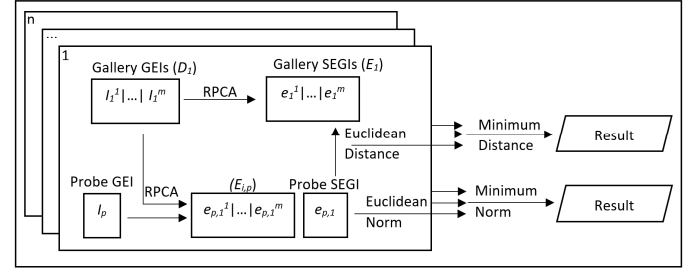 n
...
1
Gallery GEIs (D₁)
Gallery SEGIs (E₁)
I₁¹|...| I₁ᵐ
RPCA
e₁¹|...|e₁ᵐ
Euclidean
Distance
Minimum
Distance
Result
Probe GEI
RPCA
(Eᵢ,ₚ)
Probe SEGI
Iₚ
eₚ,₁¹|...|eₚ,₁ᵐ
eₚ,₁
Euclidean
Norm
Minimum
Norm
Result